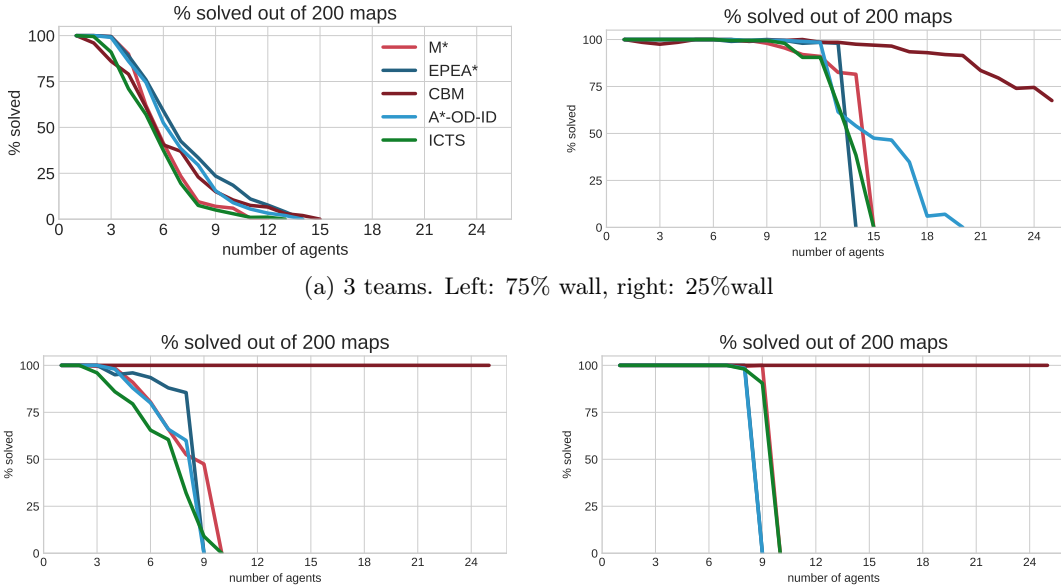 % solved out of 200 maps
% solved
100
75
50
25
0
0 3 6 9 12 15 18 21 24
number of agents
M*
EPEA*
CBM
A*-OD-ID
ICTS
% solved out of 200 maps
% solved
100
75
50
25
0
0 3 6 9 12 15 18 21 24
number of agents
(a) 3 teams. Left: 75% wall, right: 25%wall
% solved out of 200 maps
% solved
100
75
50
25
0
0 3 6 9 12 15 18 21 24
number of agents
% solved out of 200 maps
% solved
100
75
50
25
0
0 3 6 9 12 15 18 21 24
number of agents